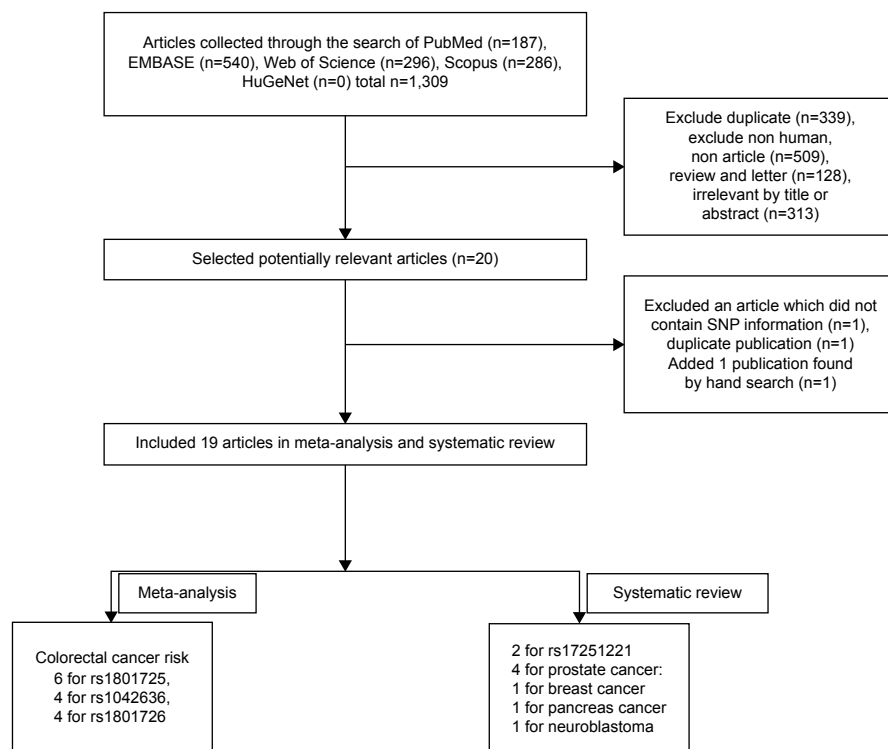 Articles collected through the search of PubMed (n=187),
EMBASE (n=540), Web of Science (n=296), Scopus (n=286),
HuGeNet (n=0) total n=1,309
Exclude duplicate (n=339),
exclude non human,
non article (n=509),
review and letter (n=128),
irrelevant by title or
abstract (n=313)
Selected potentially relevant articles (n=20)
Excluded an article which did not
contain SNP information (n=1),
duplicate publication (n=1)
Added 1 publication found
by hand search (n=1)
Included 19 articles in meta-analysis and systematic review
Meta-analysis
Systematic review
Colorectal cancer risk
6 for rs1801725,
4 for rs1042636,
4 for rs1801726
2 for rs17251221
4 for prostate cancer:
1 for breast cancer
1 for pancreas cancer
1 for neuroblastoma